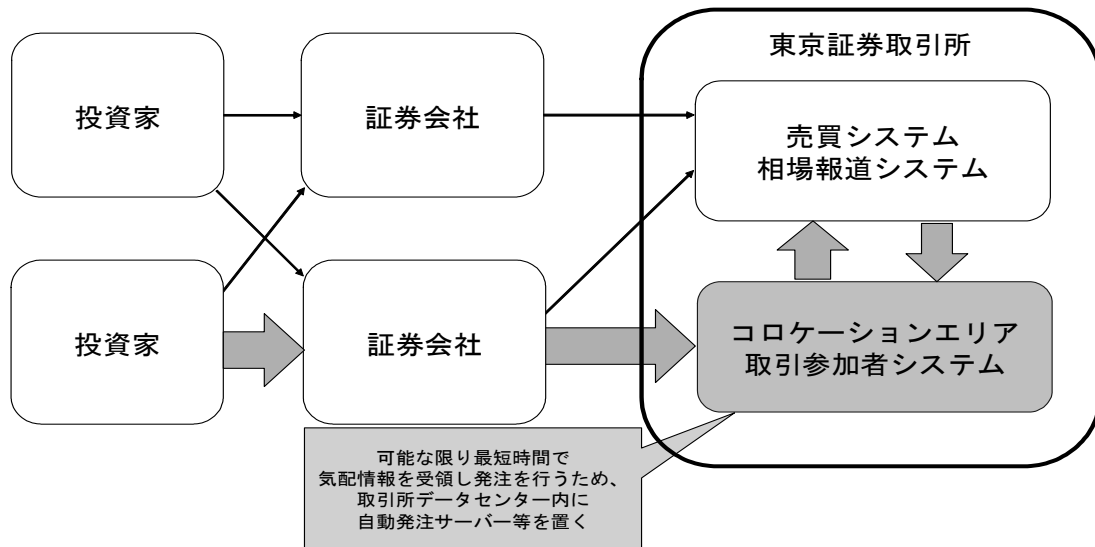 東京証券取引所
投資家
証券会社
売買システム
相場報道システム
投資家
証券会社
コロケーションエリア
取引参加者システム
可能な限り最短時間で
気配情報を受領し発注を行うため、
取引所データセンター内に
自動発注サーバー等を置く